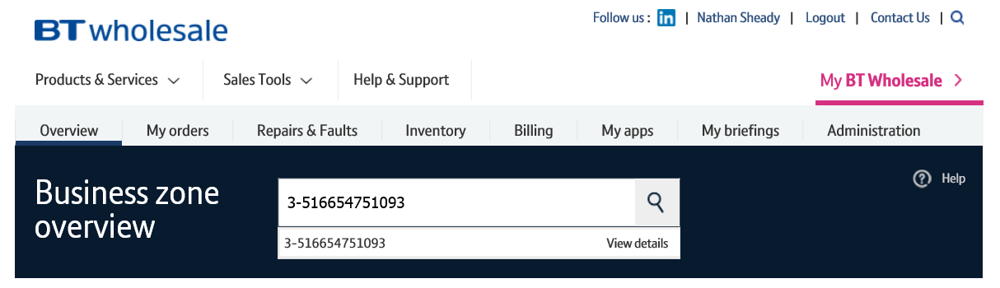 BT wholesale
Follow us : in | Nathan Sheady | Logout | Contact Us |
Products & Services
Sales Tools
Help & Support
My BT Wholesale
Overview
My orders
Repairs & Faults
Inventory
Billing
My apps
My briefings
Administration
Business zone
overview
3-516654751093
3-516654751093 View details
? Help